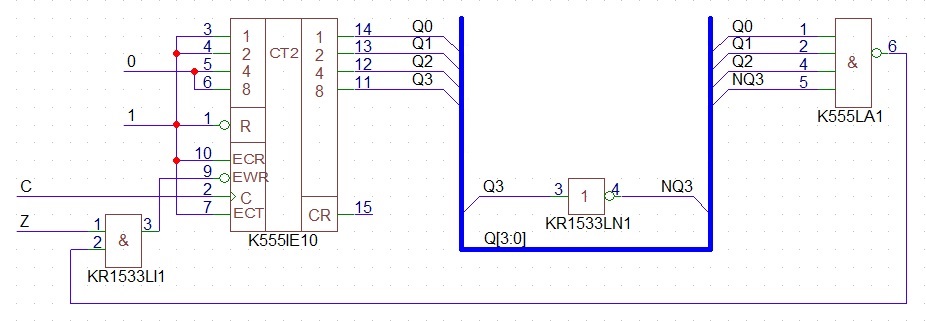 3 1 CT2 1 14 Q0
4 2 2 13 Q1
5 4 4 12 Q2
6 8 8 11 Q3
0
1
1 R
10 ECR
9 EWR
2 C
7 ECT
CR 15
K555IE10
C
Z
1 & 3
2
KR1533LI1
Q3 3 1 4 NQ3
KR1533LN1
Q[3:0]
Q0 1
Q1 2
Q2 4
NQ3 5
& 6
K555LA1